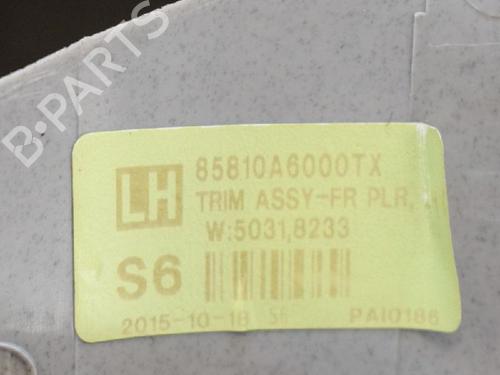 B-PARTS
LH
85810A6000TX
TRIM ASSY-FR PLR,
W:5031,8233
S6
2015-10-18 S6 PAI0186